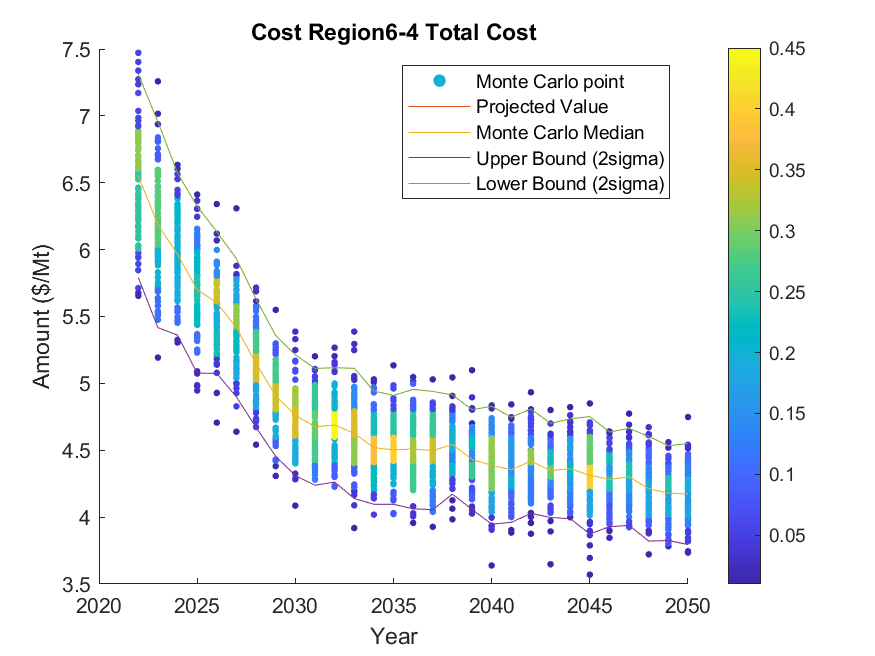 Cost Region6-4 Total Cost
Amount ($/Mt)
7.5
7
6.5
6
5.5
5
4.5
4
3.5
2020 2025 2030 2035 2040 2045 2050
Year
Monte Carlo point
Projected Value
Monte Carlo Median
Upper Bound (2sigma)
Lower Bound (2sigma)
0.45
0.4
0.35
0.3
0.25
0.2
0.15
0.1
0.05